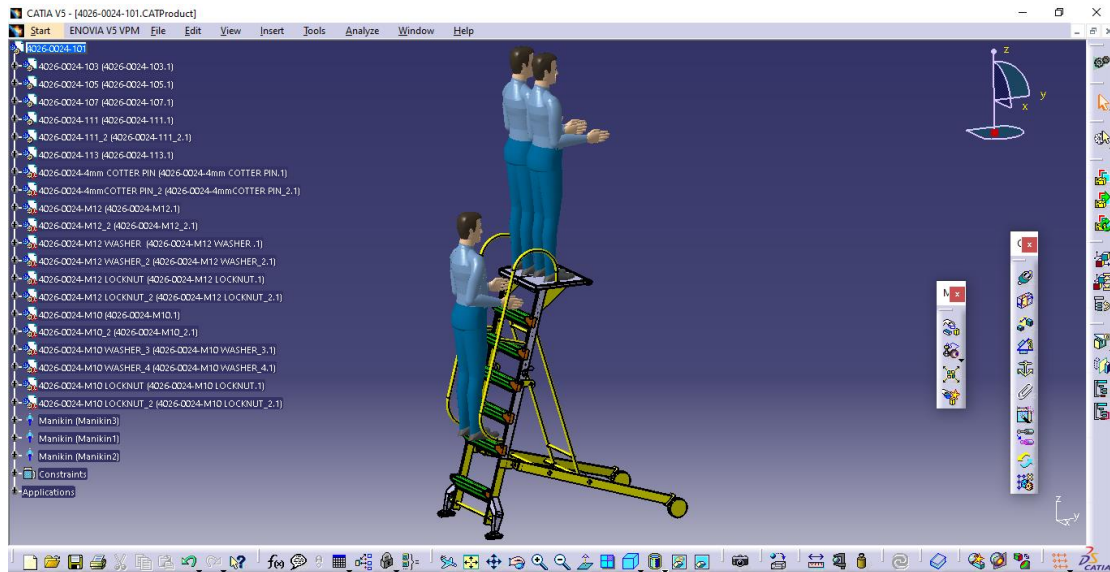 CATIA V5 - [4026-0024-101.CATProduct]
Start ENOVIA V5 VPM File Edit View Insert Tools Analyze Window Help
4026-0024-101
4026-0024-103 (4026-0024-103.1)
4026-0024-105 (4026-0024-105.1)
4026-0024-107 (4026-0024-107.1)
4026-0024-111 (4026-0024-111.1)
4026-0024-111_2 (4026-0024-111_2.1)
4026-0024-113 (4026-0024-113.1)
4026-0024-4mm COTTER PIN (4026-0024-4mm COTTER PIN.1)
4026-0024-4mmCOTTER PIN_2 (4026-0024-4mmCOTTER PIN_2.1)
4026-0024-M12 (4026-0024-M12.1)
4026-0024-M12_2 (4026-0024-M12_2.1)
4026-0024-M12 WASHER (4026-0024-M12 WASHER .1)
4026-0024-M12 WASHER_2 (4026-0024-M12 WASHER_2.1)
4026-0024-M12 LOCKNUT (4026-0024-M12 LOCKNUT.1)
4026-0024-M12 LOCKNUT_2 (4026-0024-M12 LOCKNUT_2.1)
4026-0024-M10 (4026-0024-M10.1)
4026-0024-M10_2 (4026-0024-M10_2.1)
4026-0024-M10 WASHER_3 (4026-0024-M10 WASHER_3.1)
4026-0024-M10 WASHER_4 (4026-0024-M10 WASHER_4.1)
4026-0024-M10 LOCKNUT (4026-0024-M10 LOCKNUT.1)
4026-0024-M10 LOCKNUT_2 (4026-0024-M10 LOCKNUT_2.1)
Manikin (Manikin3)
Manikin (Manikin1)
Manikin (Manikin2)
Constraints
Applications
z
y
x
M... x
x
z
y
x
f(x)
CATIA